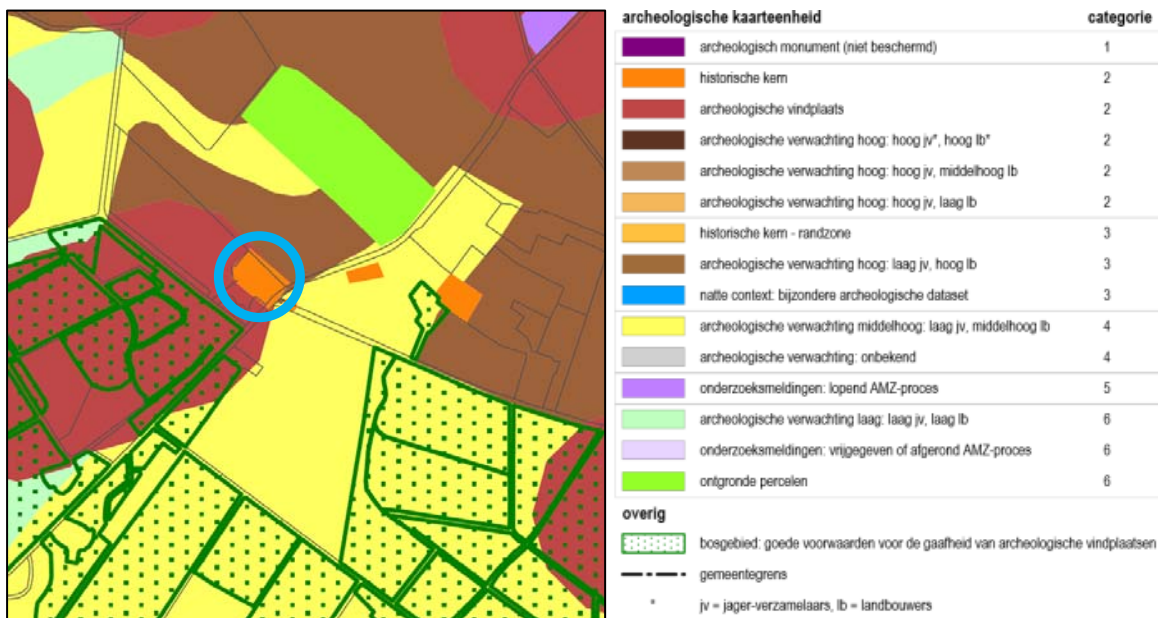 archeologische kaarteenheid categorie
archeologisch monument (niet beschermd) 1
historische kern 2
archeologische vindplaats 2
archeologische verwachting hoog: hoog jv*, hoog lb* 2
archeologische verwachting hoog: hoog jv, middelhoog lb 2
archeologische verwachting hoog: hoog jv, laag lb 2
historische kern - randzone 3
archeologische verwachting hoog: laag jv, hoog lb 3
natte context: bijzondere archeologische dataset 3
archeologische verwachting middelhoog: laag jv, middelhoog lb 4
archeologische verwachting: onbekend 4
onderzoeksmeldingen: lopend AMZ-proces 5
archeologische verwachting laag: laag jv, laag lb 6
onderzoeksmeldingen: vrijgegeven of afgerond AMZ-proces 6
ontgronde percelen 6
overig
bosgebied: goede voorwaarden voor de gaafheid van archeologische vindplaatsen
gemeentegrens
jv = jager-verzamelaars, lb = landbouwers